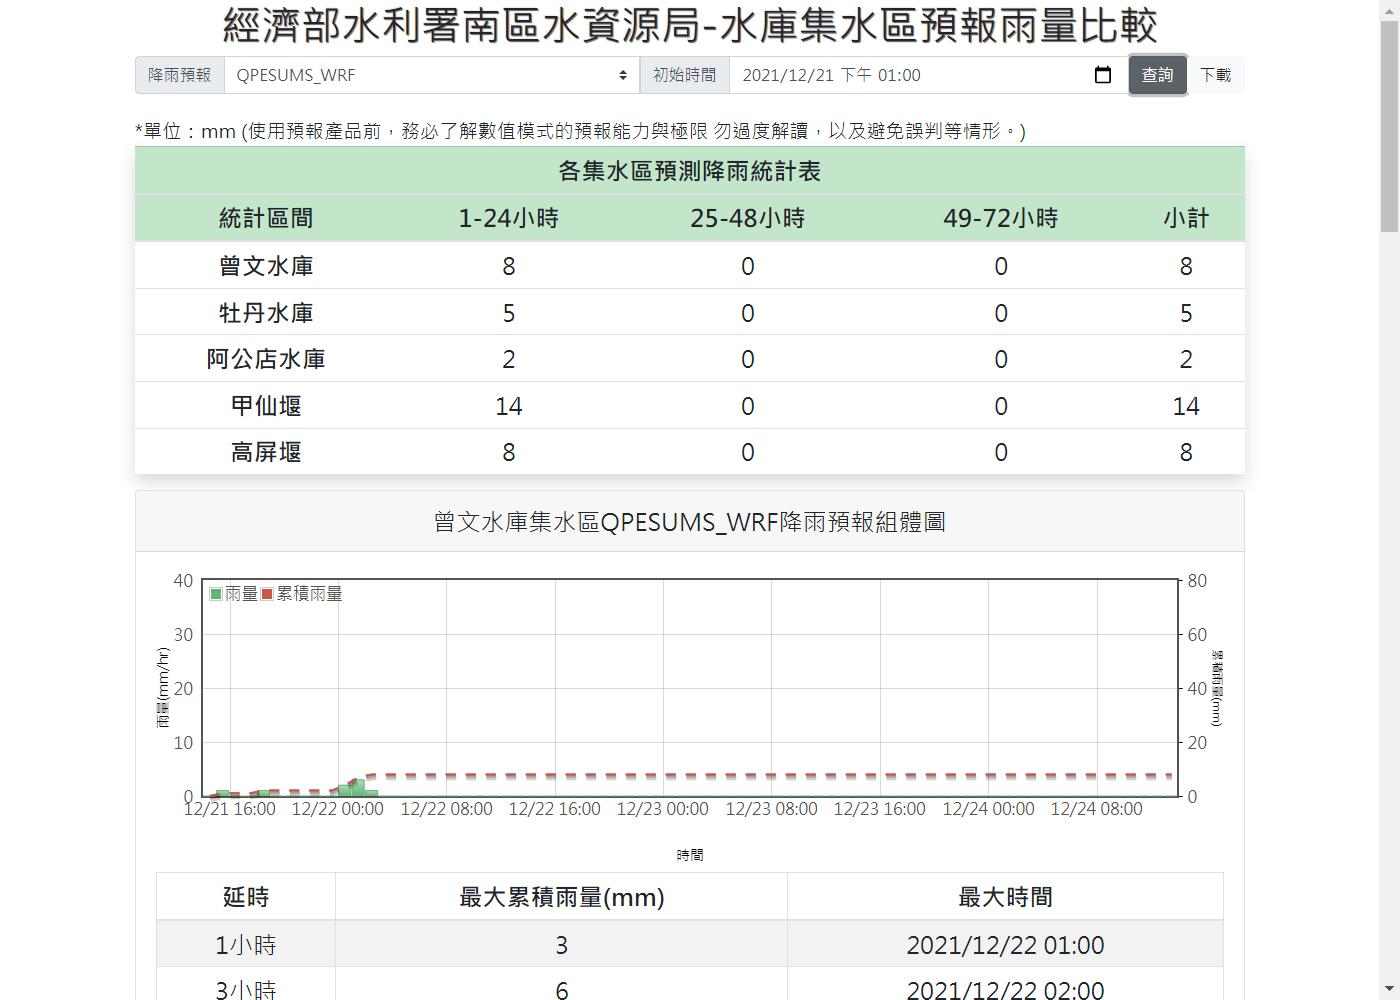 經濟部水利署南區水資源局-水庫集水區預報雨量比較
降雨預報 QPESUMS_WRF 初始時間 2021/12/21 下午 01:00 查詢 下載
*單位：mm (使用預報產品前，務必了解數值模式的預報能力與極限 勿過度解讀，以及避免誤判等情形。)
各集水區預測降雨統計表
統計區間 1-24小時 25-48小時 49-72小時 小計
曾文水庫 8 0 0 8
牡丹水庫 5 0 0 5
阿公店水庫 2 0 0 2
甲仙堰 14 0 0 14
高屏堰 8 0 0 8
曾文水庫集水區QPESUMS_WRF降雨預報組體圖
雨量 累積雨量
40 80
30 60
20 40
10 20
0 0
雨量(mm/hr)
累積雨量(mm)
12/21 16:00 12/22 00:00 12/22 08:00 12/22 16:00 12/23 00:00 12/23 08:00 12/23 16:00 12/24 00:00 12/24 08:00
時間
延時 最大累積雨量(mm) 最大時間
1小時 3 2021/12/22 01:00
3小時 6 2021/12/22 02:00